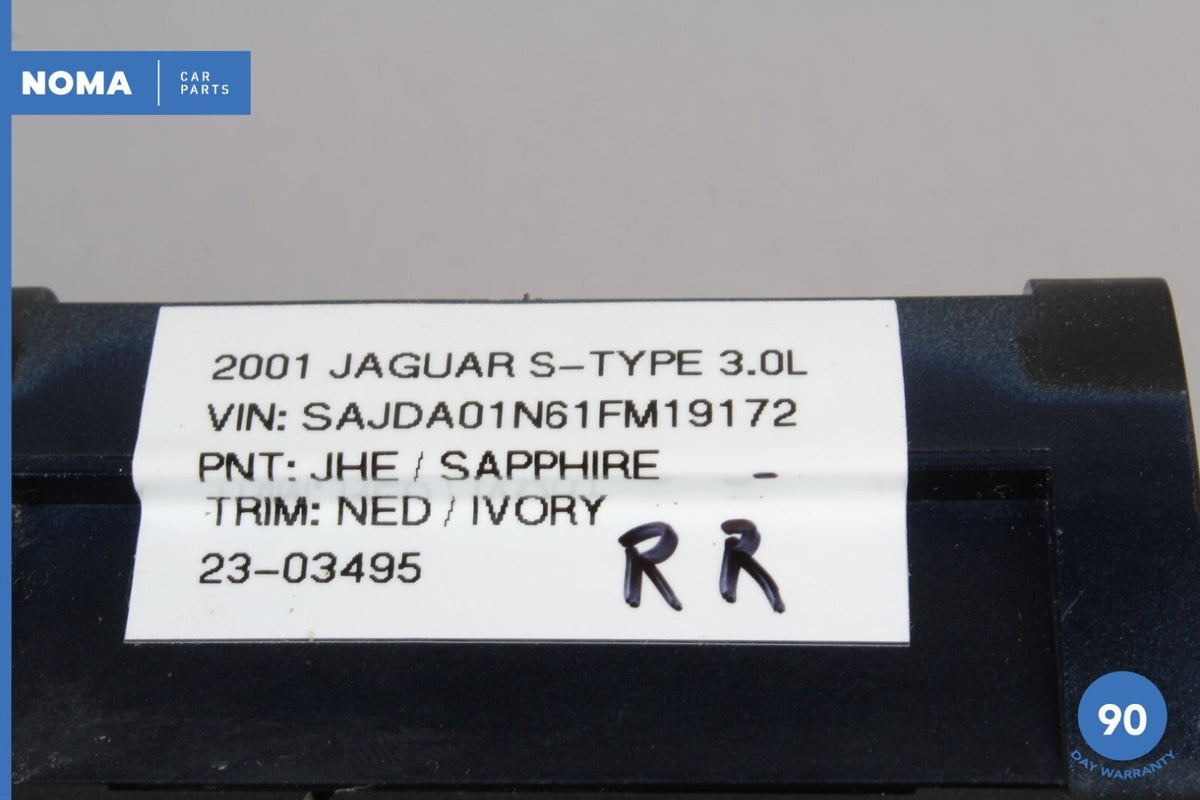 NOMA
CAR
PARTS
2001 JAGUAR S-TYPE 3.0L
VIN: SAJDA01N61FM19172
PNT: JHE / SAPPHIRE
TRIM: NED / IVORY
23-03495
R R
90
DAY WARRANTY